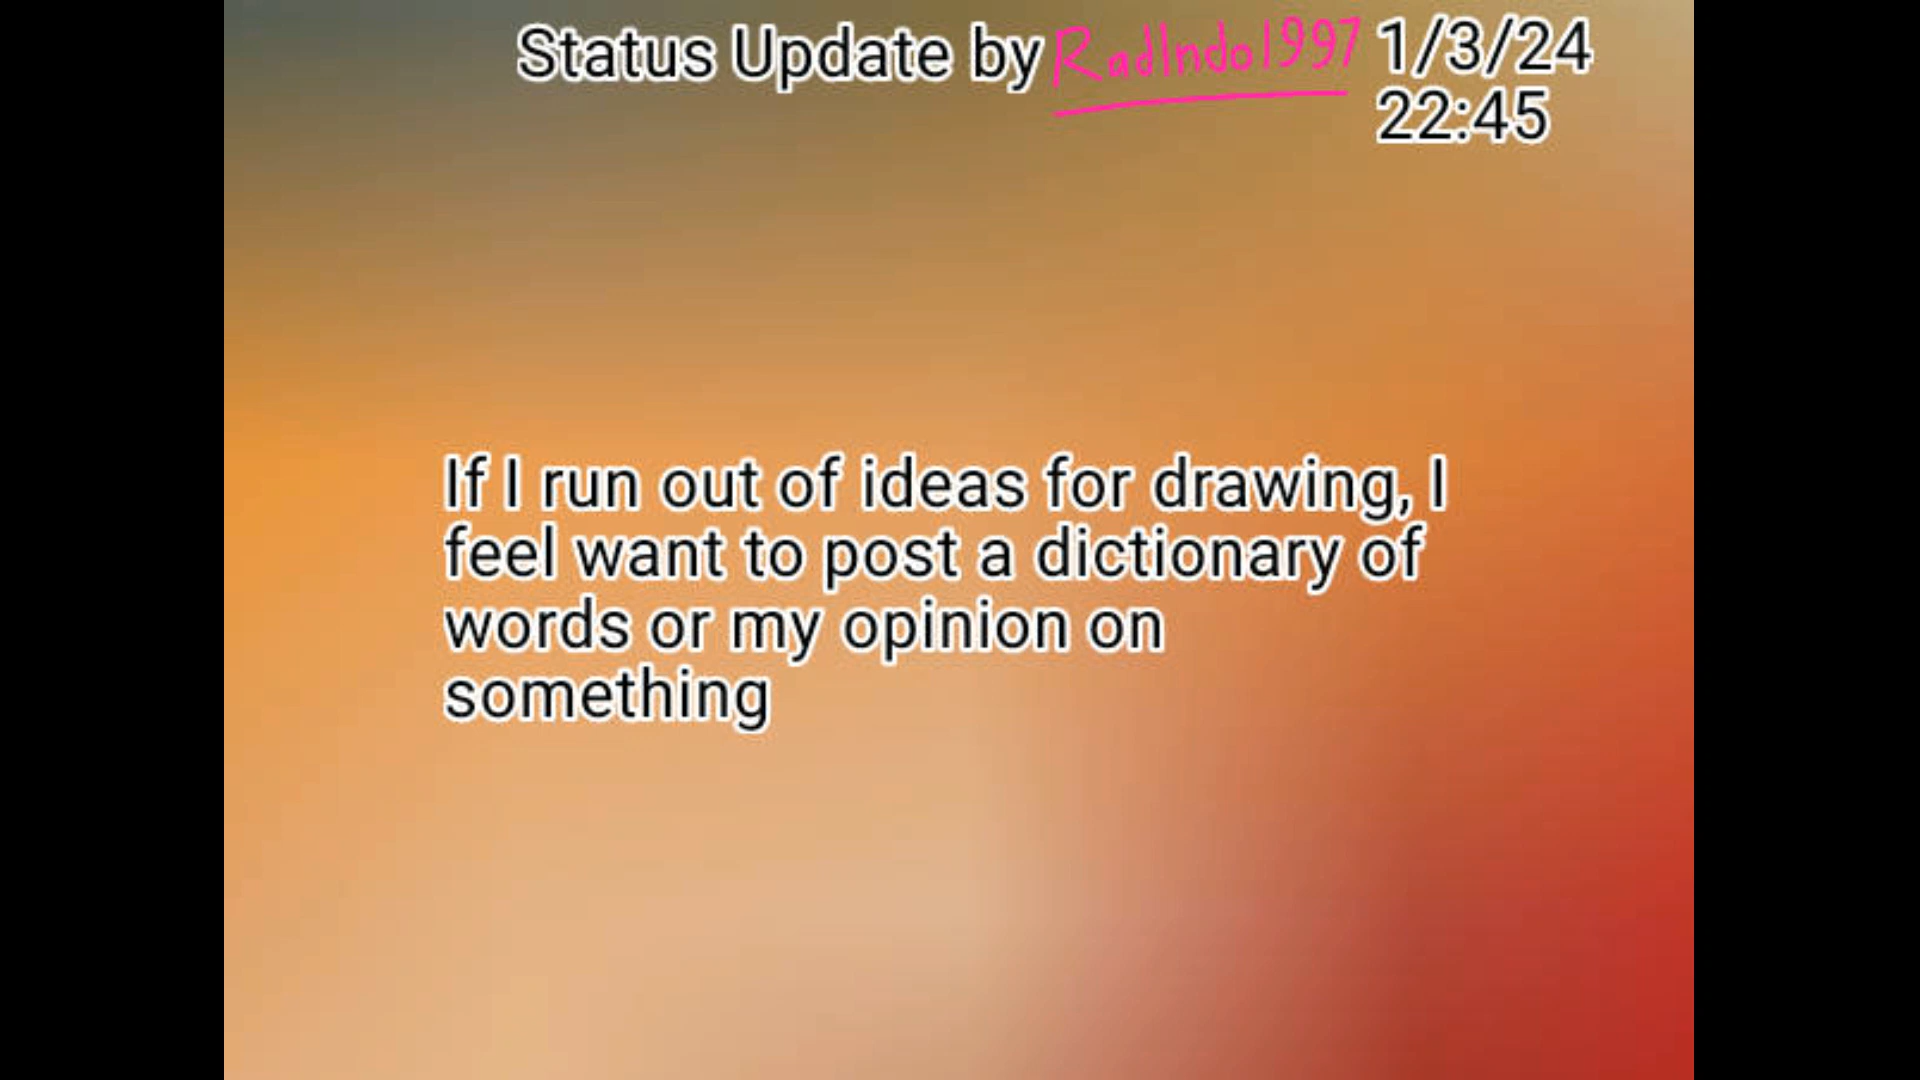 Status Update by RadIndo1997 1/3/24
22:45
If I run out of ideas for drawing, I
feel want to post a dictionary of
words or my opinion on
something